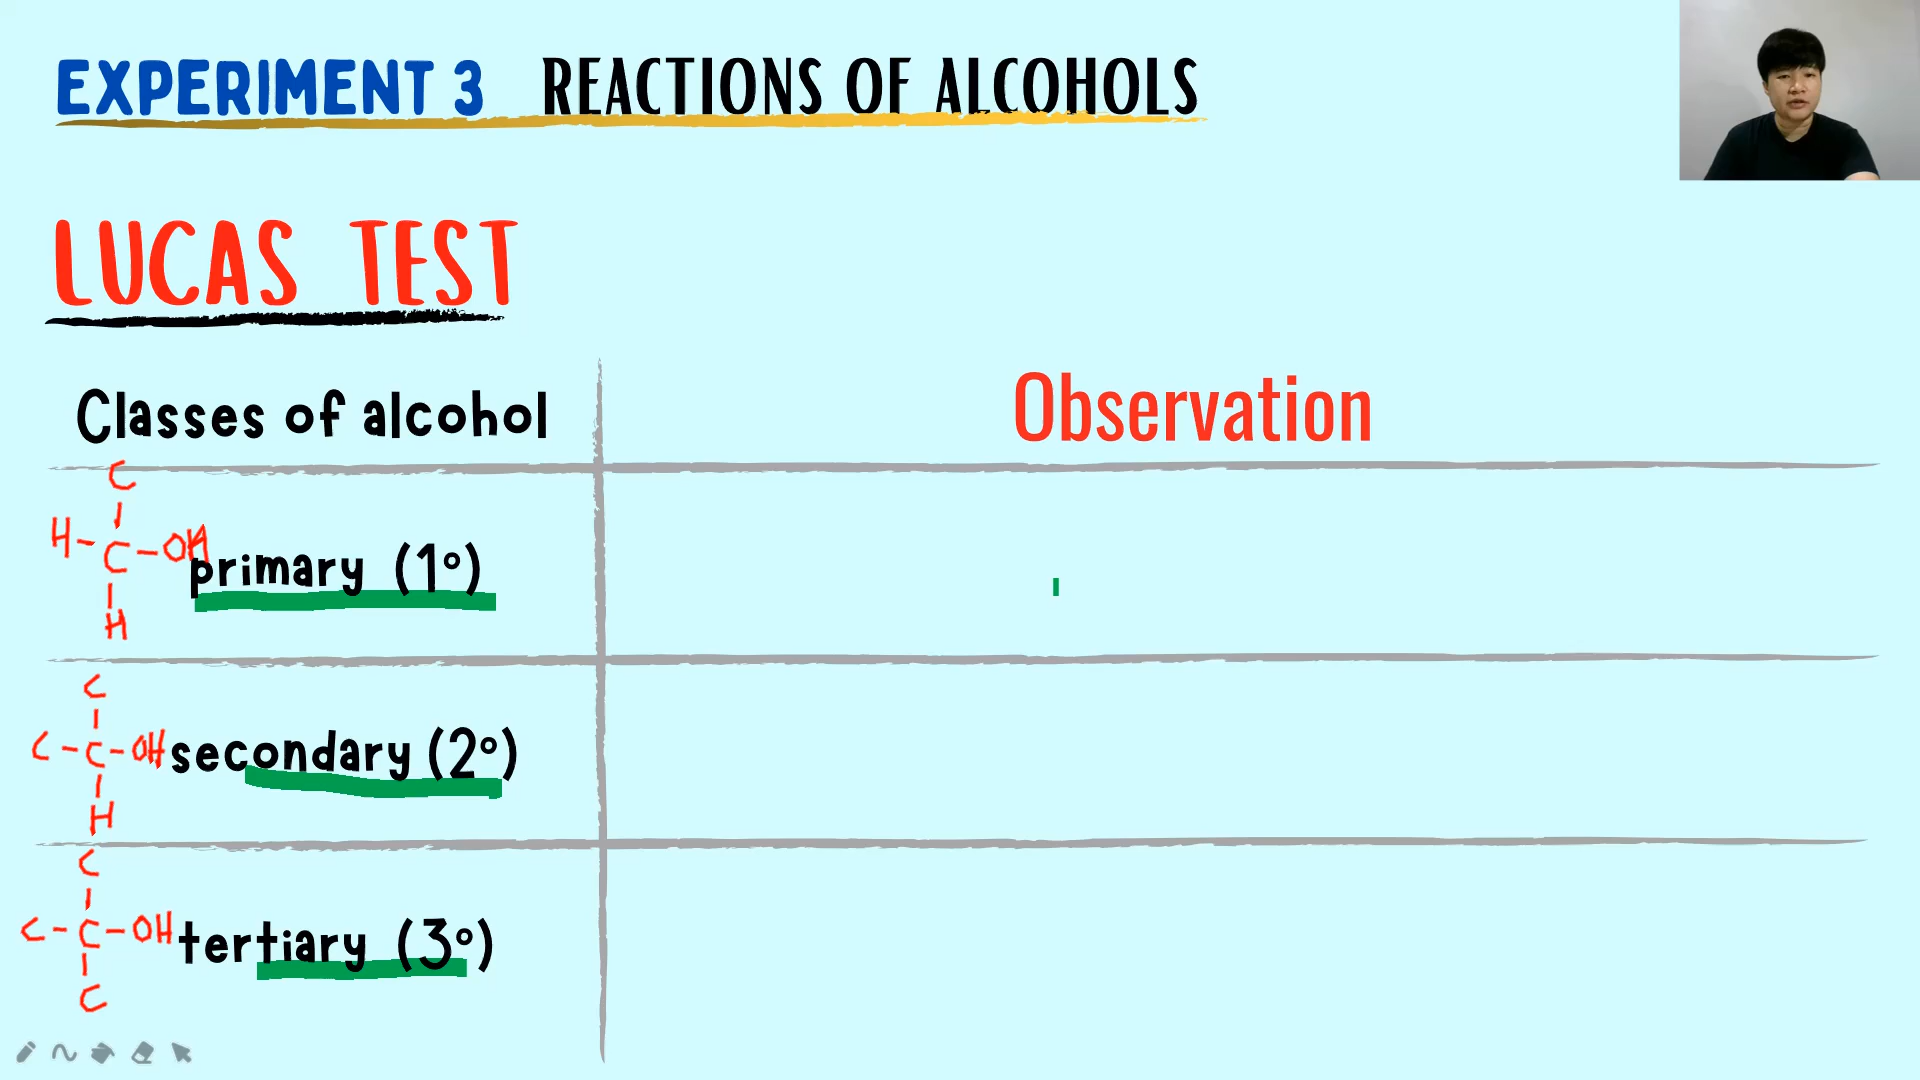 EXPERIMENT 3 REACTIONS OF ALCOHOLS
LUCAS TEST
Classes of alcohol
Observation
C
H-C-OH
H
primary (1°)
C
C-C-OH
H
secondary (2°)
C
C-C-OH
C
tertiary (3°)